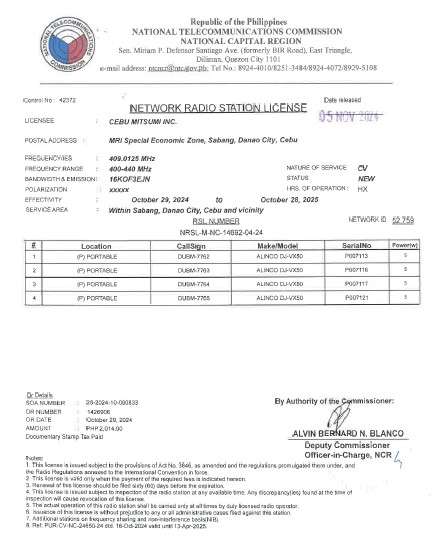 Republic of the Philippines
NATIONAL TELECOMMUNICATIONS COMMISSION
NATIONAL CAPITAL REGION
Sen. Miriam P. Defensor Santiago Ave. (formerly BIR Road), East Triangle,
Diliman, Quezon City 1101
e-mail address: ntcncr@ntc.gov.ph; Tel No.: 8924-4010/8251-3484/8924-4072/8929-5108
Control No 42372
Date released
NETWORK RADIO STATION LICENSE
05 NOV 2024
LICENSEE : CEBU MITSUMI INC.
POSTAL ADDRESS : MRI Special Economic Zone, Sabang, Danao City, Cebu
FREQUENCY/IES : 409.0125 MHz
FREQUENCY RANGE : 400-440 MHz NATURE OF SERVICE : CV
BANDWIDTH & EMISSION: 16KOF3EJN STATUS : NEW
POLARIZATION : xxxxx HRS. OF OPERATION : HX
EFFECTIVITY : October 29, 2024 to October 28, 2025
SERVICE AREA : Within Sabang, Danao City, Cebu and vicinity
RSL NUMBER NETWORK ID. 52,759
NRSL-M-NC-14692-04-24
#. Location CallSign Make/Model SerialNo Power(w)
1 (P) PORTABLE DUBM-7762 ALINCO DJ-VX50 P007113 5
2 (P) PORTABLE DUBM-7763 ALINCO DJ-VX50 P007116 5
3 (P) PORTABLE DUBM-7764 ALINCO DJ-VX50 P007117 5
4 (P) PORTABLE DUBM-7765 ALINCO DJ-VX50 P007121 5
Or Details
SOA NUMBER : 28-2024-10-090833
OR NUMBER : 1426906
OR DATE : October 29, 2024
AMOUNT : PHP 2,014.00
Documentary Stamp Tax Paid
By Authority of the Commissioner:
ALVIN BERNARD N. BLANCO
Deputy Commissioner
Officer-in-Charge, NCR
Notes:
1. This license is issued subject to the provisions of Act No. 3846, as amended and the regulations promulgated there under, and
the Radio Regulations annexed to the International Convention in force.
2. This license is valid only when the payment of the required fees is indicated hereon.
3. Renewal of this license should be filed sixty (60) days before the expiration.
4. This license is issued subject to inspection of the radio station at any available time. Any discrepancy(ies) found at the time of
inspection will cause revocation of this license.
5. The actual operation of this radio station shall be carried only at all times by duly licensed radio operator.
6. Issuance of this license is without prejudice to any or all administrative cases filed against this station.
7. Additional stations on frequency sharing and non-interference basis(NIB).
8. Ref: PUR-CV-NC-24650-24 dtd. 16-Oct-2024 valid until 13-Apr-2025.